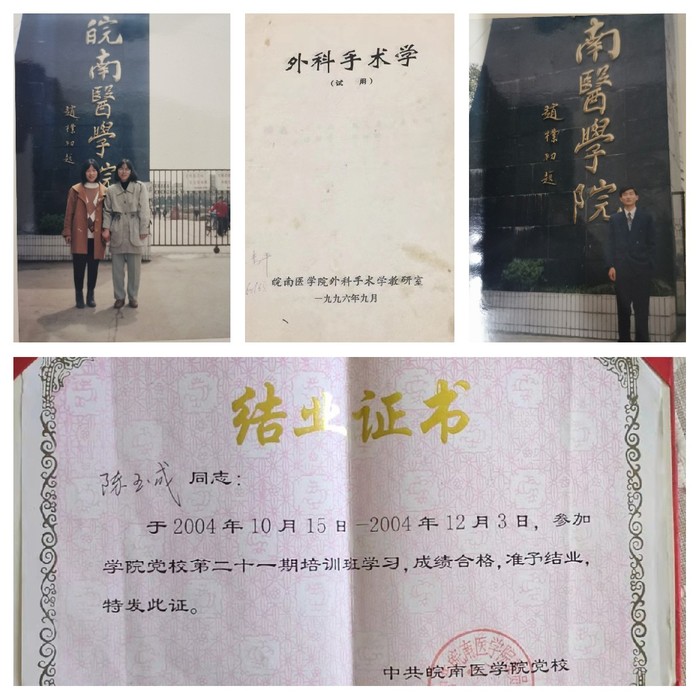 皖南醫學院
趙樸初題
外科手术学
（试 用）
皖南医学院外科手术学教研室
一九九六年九月
南醫學院
趙樸初題
结业证书
陈玉成 同志：
于2004年10月15日-2004年12月3日，参加
学院党校第二十一期培训班学习，成绩合格，准予结业，
特发此证。
中共皖南医学院党校